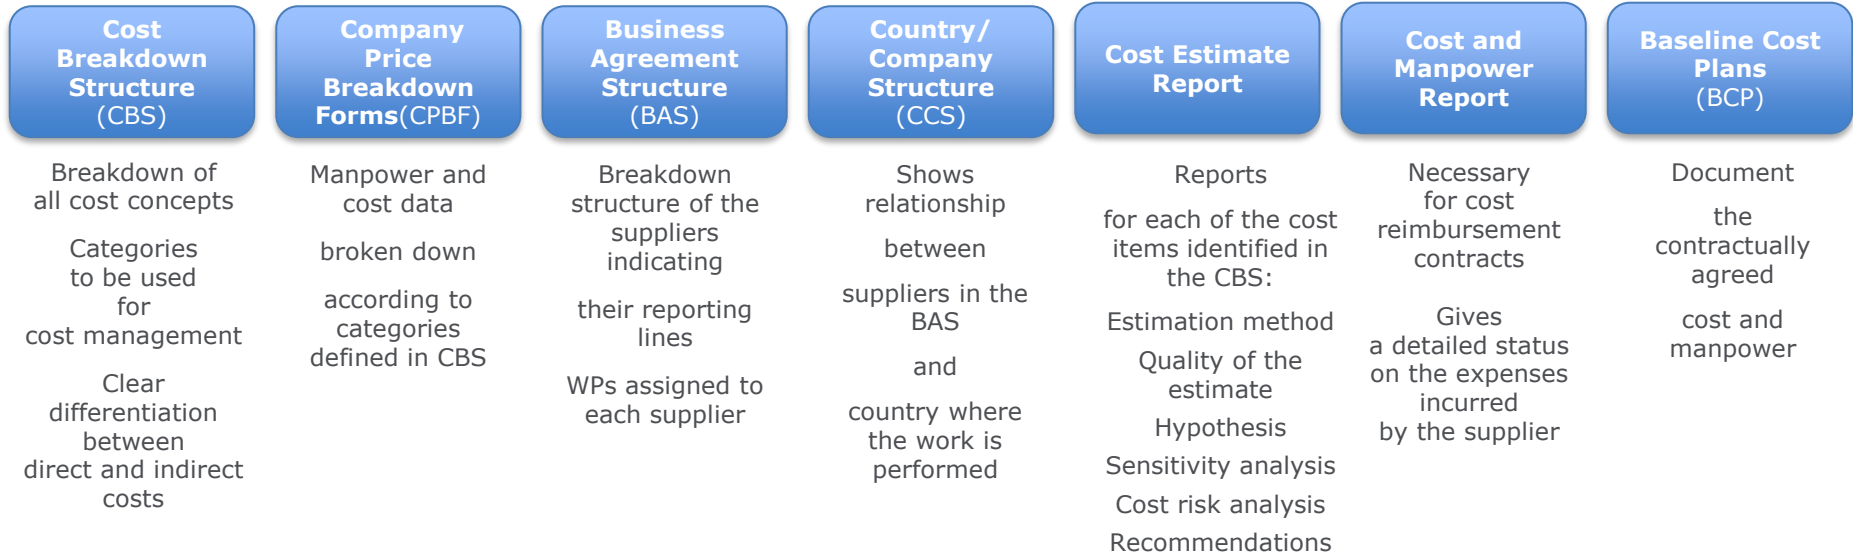 Cost
Breakdown
Structure
(CBS)
Breakdown of
all cost concepts
Categories
to be used
for
cost management
Clear
differentiation
between
direct and indirect
costs
Company
Price
Breakdown
Forms(CPBF)
Manpower and
cost data
broken down
according to
categories
defined in CBS
Business
Agreement
Structure
(BAS)
Breakdown
structure of the
suppliers
indicating
their reporting
lines
WPs assigned to
each supplier
Country/
Company
Structure
(CCS)
Shows
relationship
between
suppliers in the
BAS
and
country where
the work is
performed
Cost Estimate
Report
Reports
for each of the cost
items identified in
the CBS:
Estimation method
Quality of the
estimate
Hypothesis
Sensitivity analysis
Cost risk analysis
Recommendations
Cost and
Manpower
Report
Necessary
for cost
reimbursement
contracts
Gives
a detailed status
on the expenses
incurred
by the supplier
Baseline Cost
Plans
(BCP)
Document
the
contractually
agreed
cost and
manpower